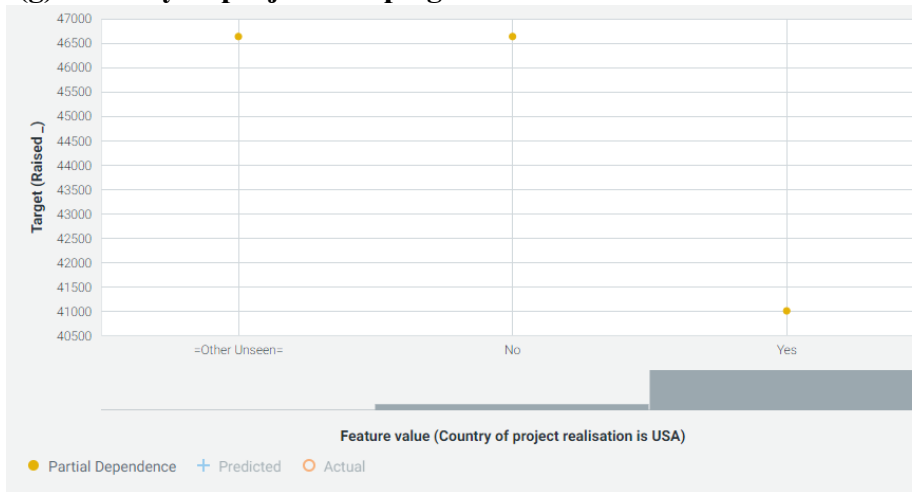 47000
46500
46000
45500
45000
44500
44000
43500
43000
42500
42000
41500
41000
40500
Target (Raised _)
=Other Unseen=
No
Yes
Feature value (Country of project realisation is USA)
Partial Dependence
Predicted
Actual